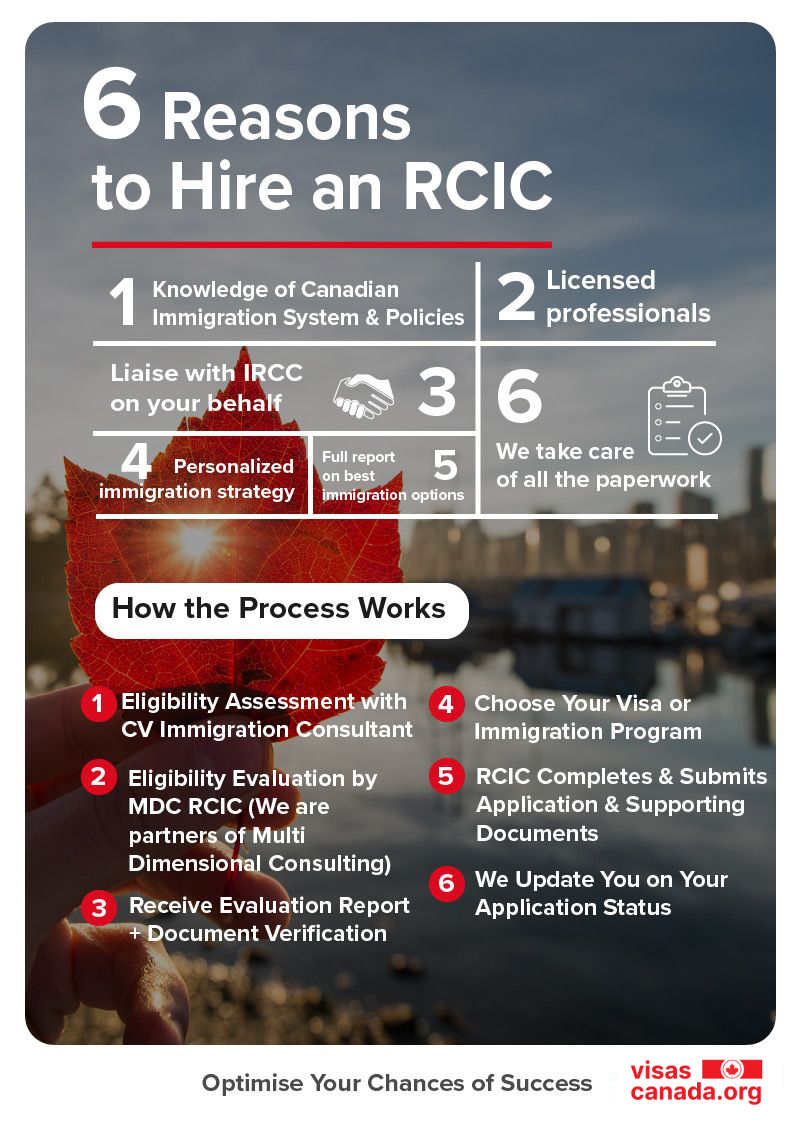 6 Reasons
to Hire an RCIC
1 Knowledge of Canadian
Immigration System & Policies
2 Licensed
professionals
Liaise with IRCC
on your behalf
3
4 Personalized
immigration strategy
Full report
on best
immigration options
5
6
We take care
of all the paperwork
How the Process Works
1 Eligibility Assessment with
CV Immigration Consultant
2 Eligibility Evaluation by
MDC RCIC (We are
partners of Multi
Dimensional Consulting)
3 Receive Evaluation Report
+ Document Verification
4 Choose Your Visa or
Immigration Program
5 RCIC Completes & Submits
Application & Supporting
Documents
6 We Update You on Your
Application Status
Optimise Your Chances of Success
visas
canada.org